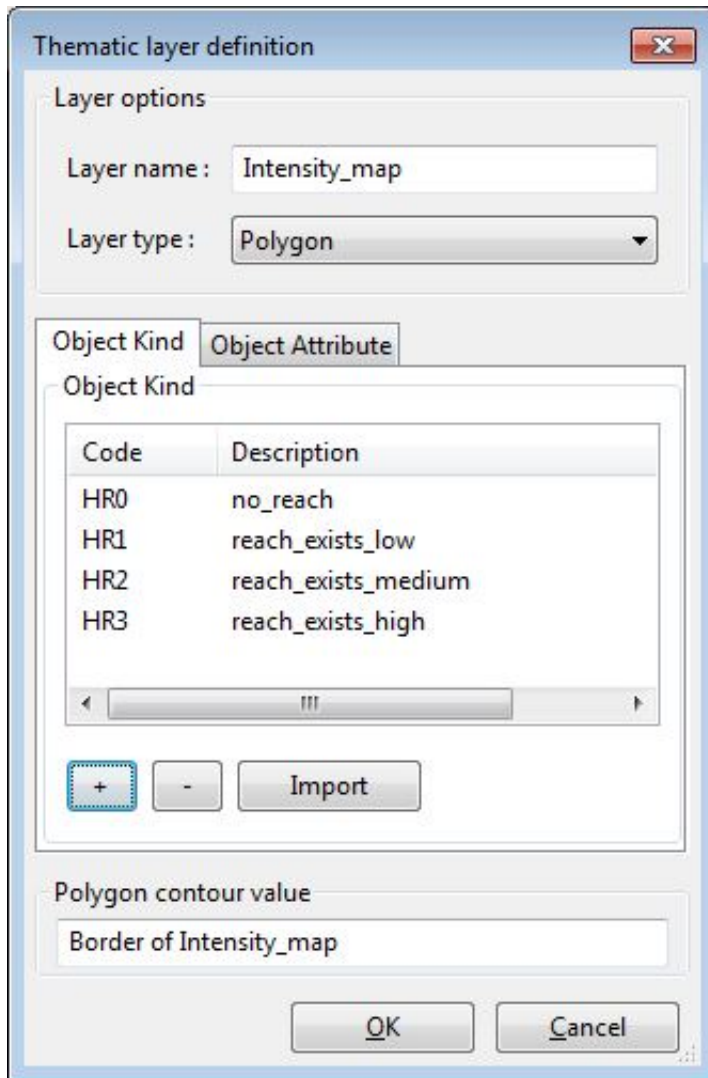 Thematic layer definition
Layer options
Layer name : Intensity_map
Layer type : Polygon
Object Kind Object Attribute
Object Kind
Code Description
HR0 no_reach
HR1 reach_exists_low
HR2 reach_exists_medium
HR3 reach_exists_high
+ - Import
Polygon contour value
Border of Intensity_map
OK Cancel